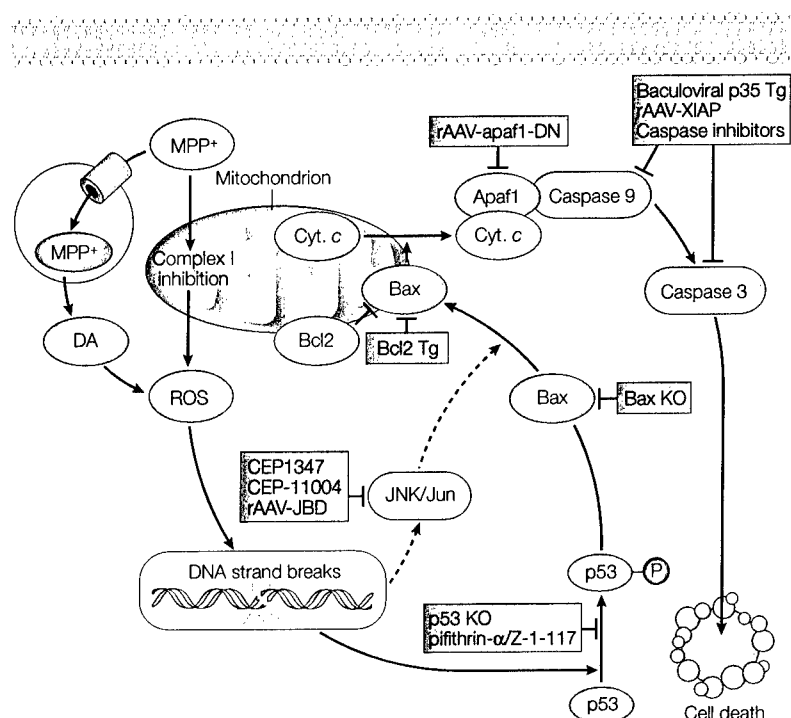 MPP+
Mitochondrion
rAAV-apaf1-DN
Baculoviral p35 Tg
rAAV-XIAP
Caspase inhibitors
MPP+
Cyt. c
Apaf1
Cyt. c
Caspase 9
Complex I
inhibition
Bax
Caspase 3
DA
Bcl2
Bcl2 Tg
ROS
Bax
Bax KO
CEP1347
CEP-11004
rAAV-JBD
JNK/Jun
DNA strand breaks
p53
P
p53 KO
pifithrin-α/Z-1-117
p53
Cell death